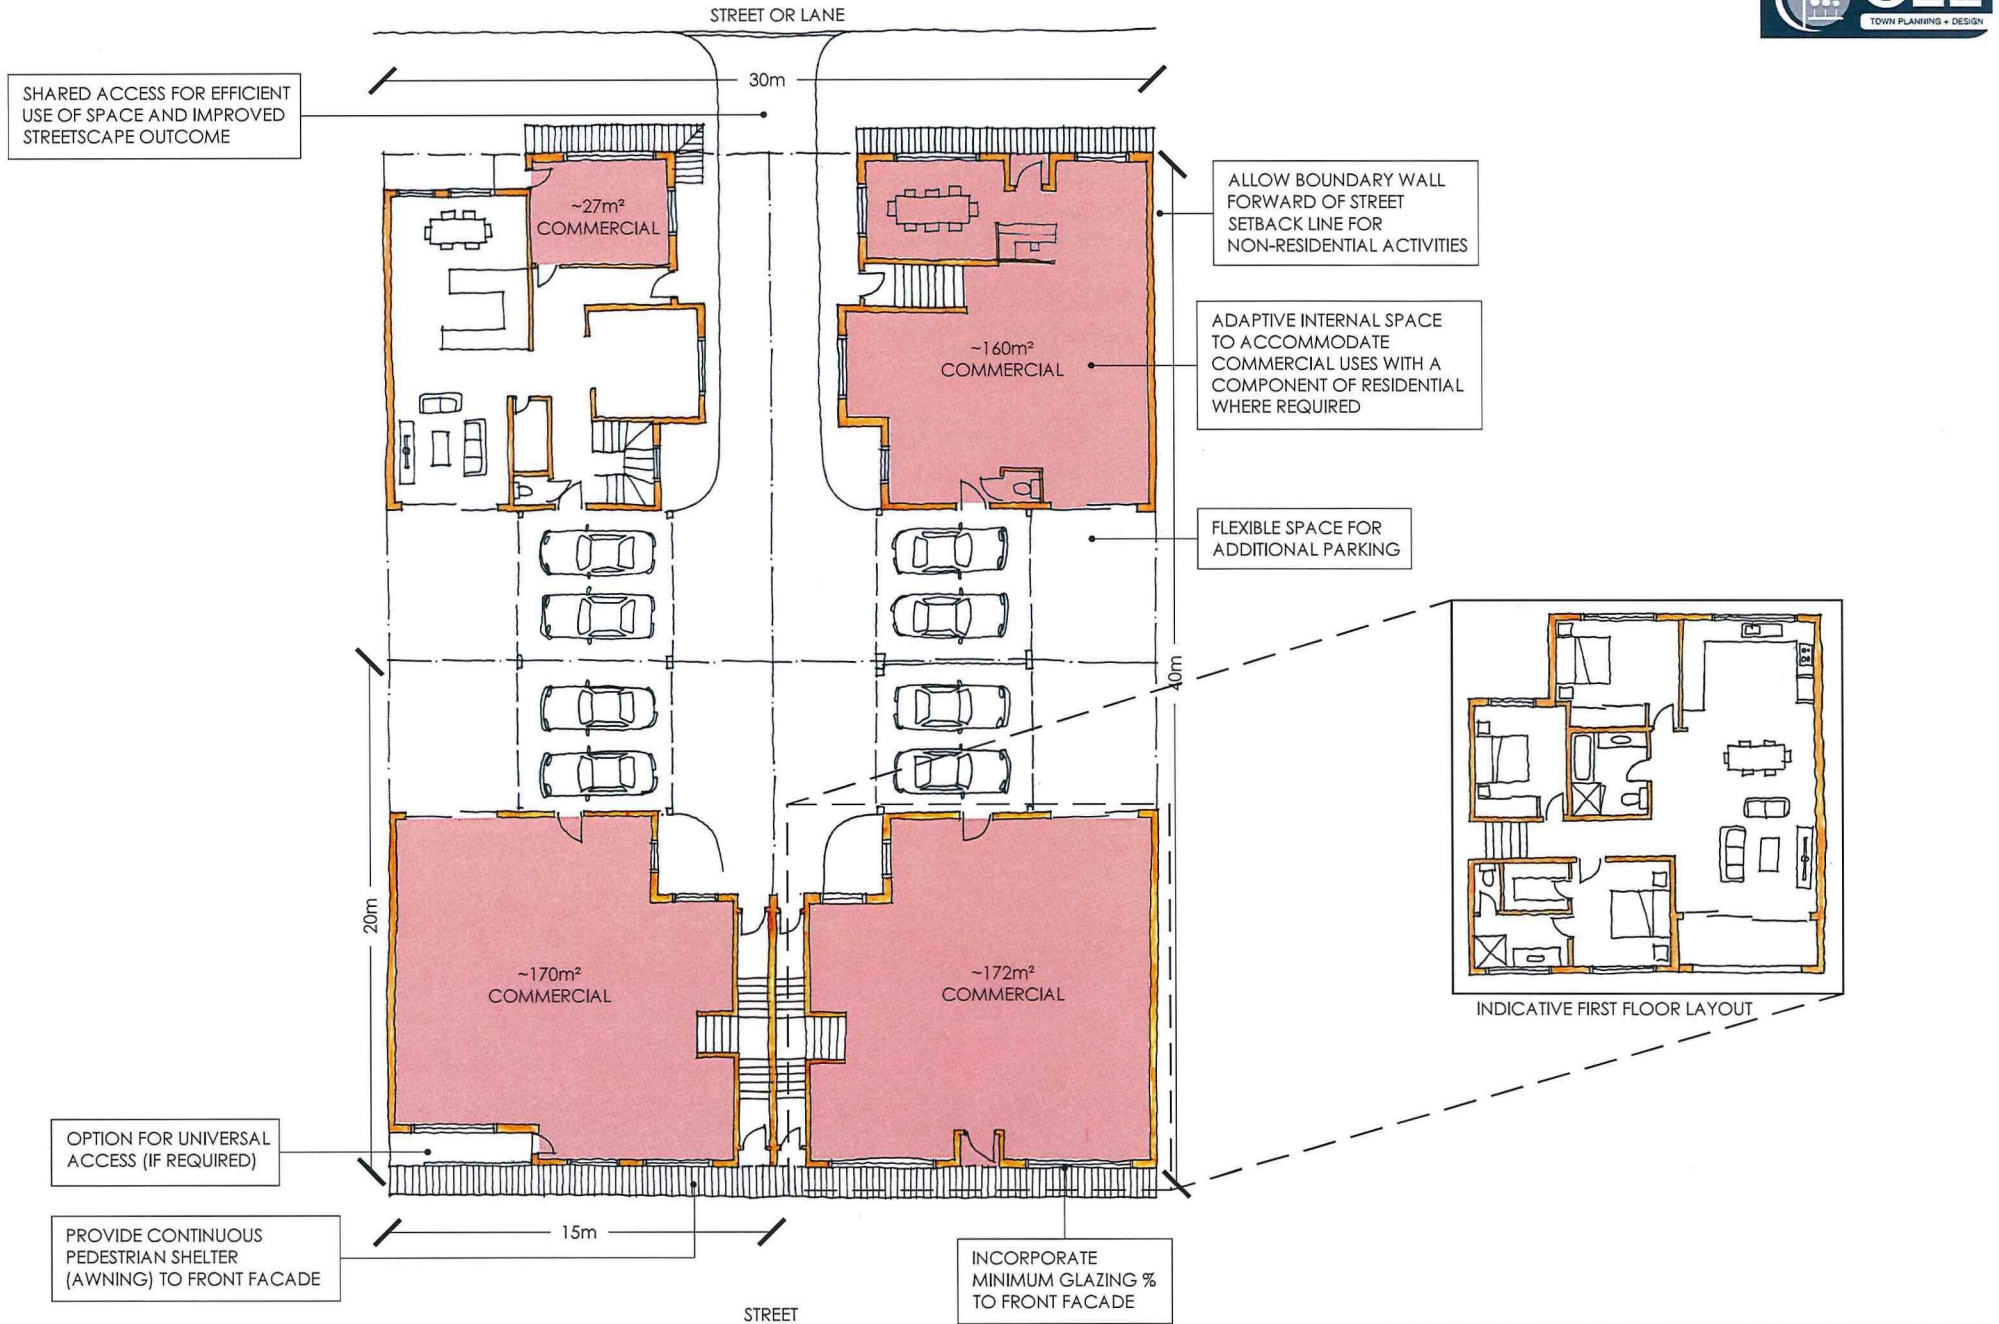 STREET OR LANE
TOWN PLANNING + DESIGN
30m
SHARED ACCESS FOR EFFICIENT
USE OF SPACE AND IMPROVED
STREETSCAPE OUTCOME
~27m²
COMMERCIAL
ALLOW BOUNDARY WALL
FORWARD OF STREET
SETBACK LINE FOR
NON-RESIDENTIAL ACTIVITIES
~160m²
COMMERCIAL
ADAPTIVE INTERNAL SPACE
TO ACCOMMODATE
COMMERCIAL USES WITH A
COMPONENT OF RESIDENTIAL
WHERE REQUIRED
FLEXIBLE SPACE FOR
ADDITIONAL PARKING
40m
20m
~170m²
COMMERCIAL
~172m²
COMMERCIAL
INDICATIVE FIRST FLOOR LAYOUT
OPTION FOR UNIVERSAL
ACCESS (IF REQUIRED)
PROVIDE CONTINUOUS
PEDESTRIAN SHELTER
(AWNING) TO FRONT FACADE
15m
INCORPORATE
MINIMUM GLAZING %
TO FRONT FACADE
STREET